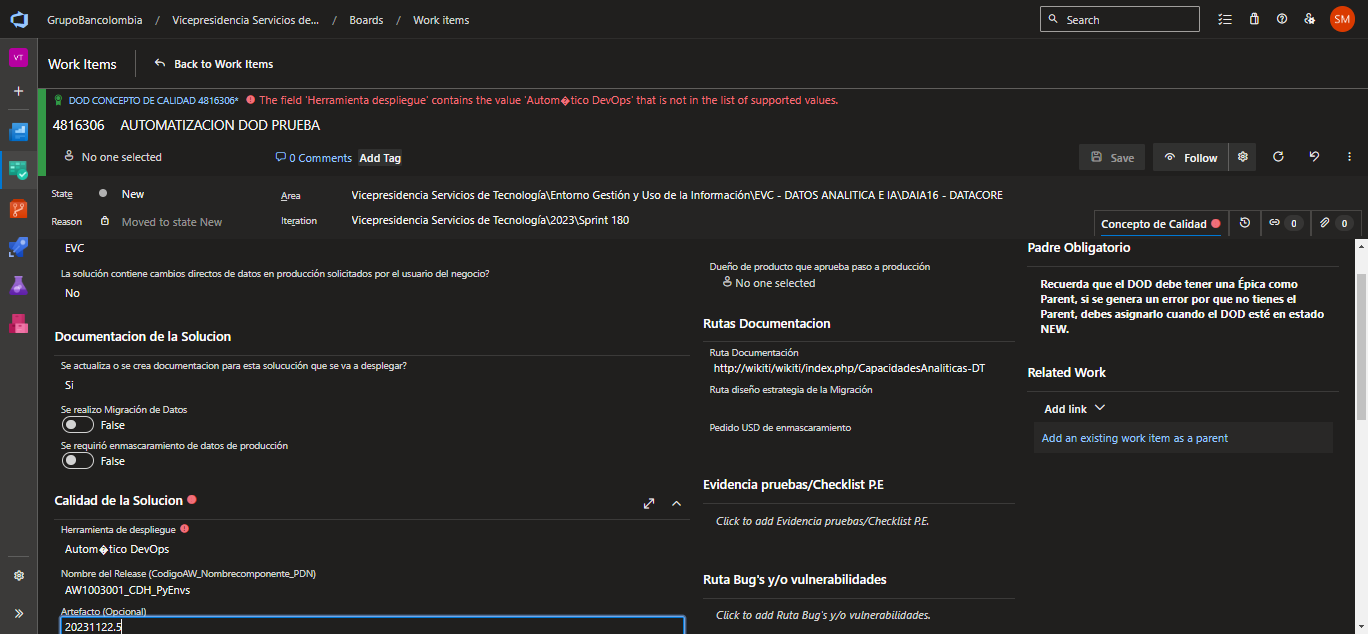 GrupoBancolombia / Vicepresidencia Servicios de... / Boards / Work items
Search
SM
VT
Work Items
Back to Work Items
DOD CONCEPTO DE CALIDAD 4816306* The field 'Herramienta despliegue' contains the value 'Autom�tico DevOps' that is not in the list of supported values.
4816306 AUTOMATIZACION DOD PRUEBA
No one selected
0 Comments
Add Tag
Save
Follow
State
New
Area
Vicepresidencia Servicios de Tecnología\Entorno Gestión y Uso de la Información\EVC - DATOS ANALITICA E IA\DAIA16 - DATACORE
Reason
Moved to state New
Iteration
Vicepresidencia Servicios de Tecnología\2023\Sprint 180
Concepto de Calidad
0
0
EVC
La solución contiene cambios directos de datos en producción solicitados por el usuario del negocio?
No
Documentacion de la Solucion
Se actualiza o se crea documentacion para esta solucución que se va a desplegar?
Si
Se realizo Migración de Datos
False
Se requirió enmascaramiento de datos de producción
False
Calidad de la Solucion
Herramienta de despliegue
Autom�tico DevOps
Nombre del Release (CodigoAW_Nombrecomponente_PDN)
AW1003001_CDH_PyEnvs
Artefacto (Opcional)
20231122.5
Dueño de producto que aprueba paso a producción
No one selected
Rutas Documentacion
Ruta Documentación
http://wikiti/wikiti/index.php/CapacidadesAnaliticas-DT
Ruta diseño estrategia de la Migración
Pedido USD de enmascaramiento
Evidencia pruebas/Checklist P.E
Click to add Evidencia pruebas/Checklist P.E.
Ruta Bug's y/o vulnerabilidades
Click to add Ruta Bug's y/o vulnerabilidades.
Padre Obligatorio
Recuerda que el DOD debe tener una Épica como
Parent, si se genera un error por que no tienes el
Parent, debes asignarlo cuando el DOD esté en estado
NEW.
Related Work
Add link
Add an existing work item as a parent